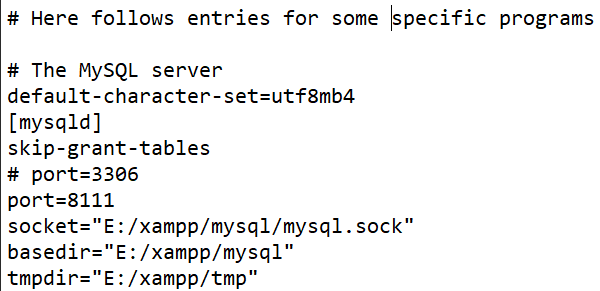 # Here follows entries for some specific programs
# The MySQL server
default-character-set=utf8mb4
[mysqld]
skip-grant-tables
# port=3306
port=8111
socket="E:/xampp/mysql/mysql.sock"
basedir="E:/xampp/mysql"
tmpdir="E:/xampp/tmp"